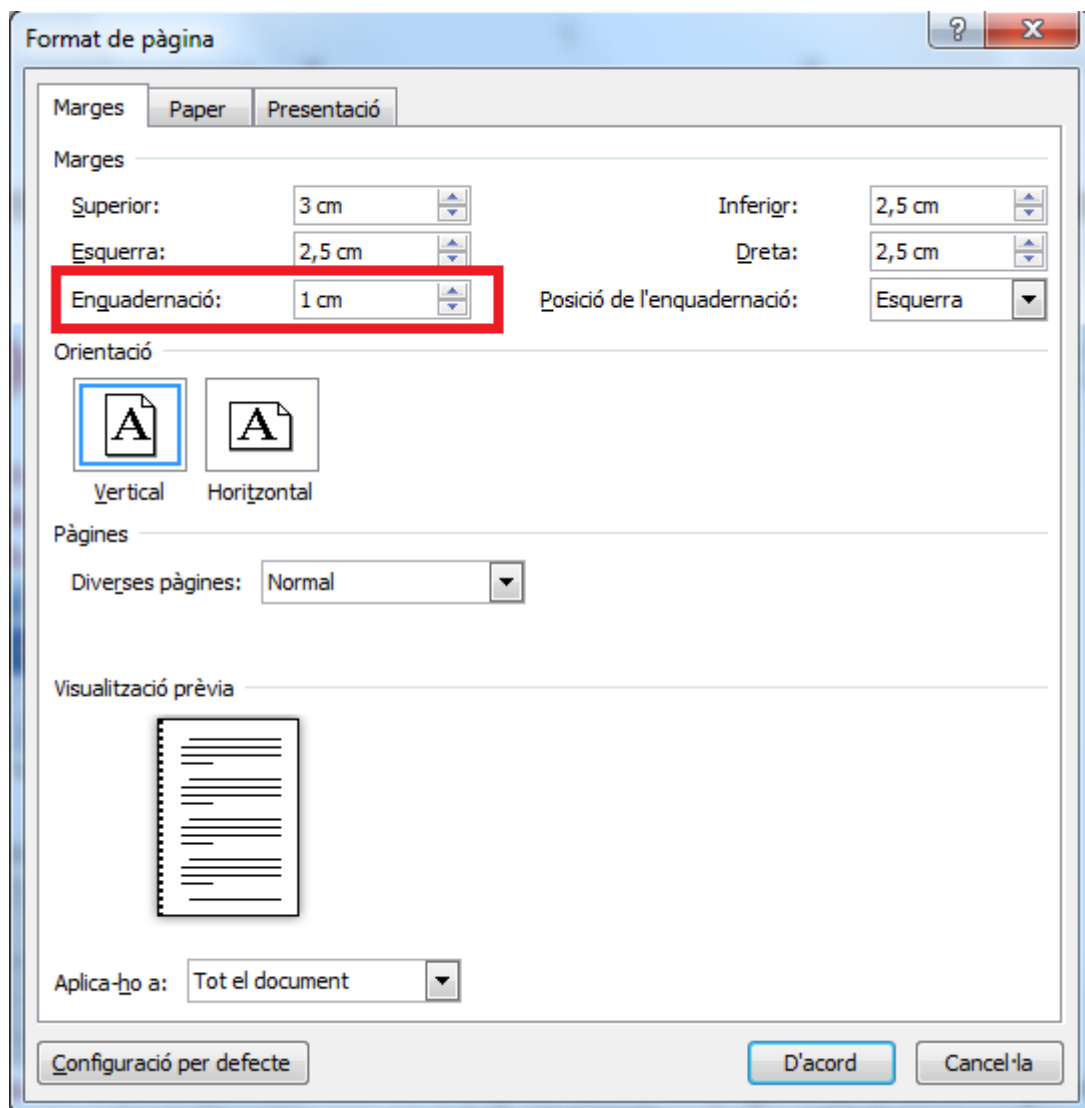 Format de pàgina
Marges Paper Presentació
Marges
Superior: 3 cm Inferior: 2,5 cm
Esquerra: 2,5 cm Dreta: 2,5 cm
Enquadernació: 1 cm Posició de l'enquadernació: Esquerra
Orientació
A A
Vertical Horitzontal
Pàgines
Diverses pàgines: Normal
Visualització prèvia
Aplica-ho a: Tot el document
Configuració per defecte D'acord Cancel·la